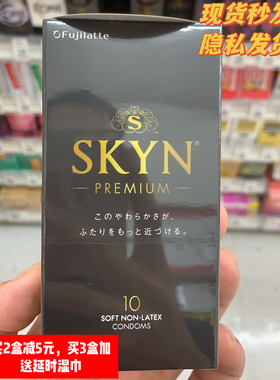 现货秒发
隐私发货
Fujilatte
S
SKYN®
PREMIUM
このやわらかさが、
ふたりをもっと近づける。
10
SOFT NON-LATEX
CONDOMS
买2盒减5元，买3盒加
送延时湿巾